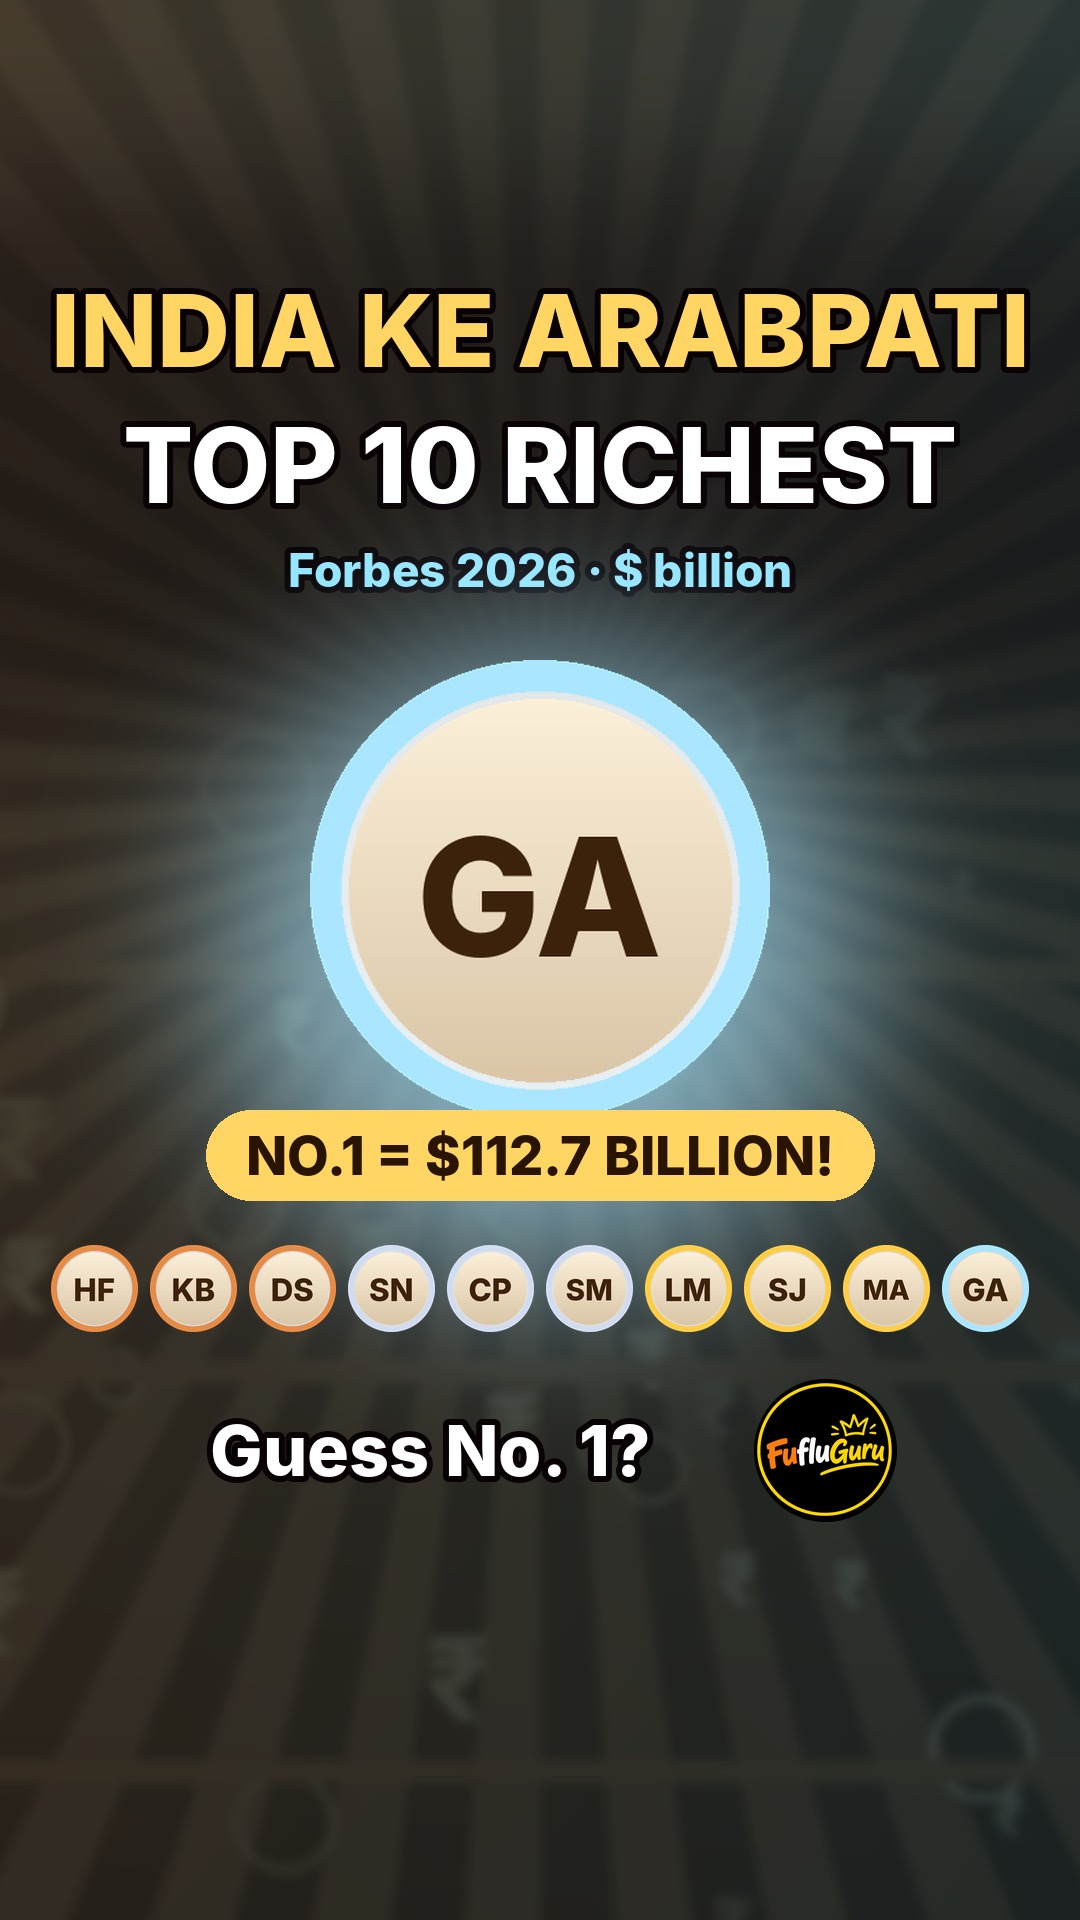 INDIA KE ARABPATI
TOP 10 RICHEST
Forbes 2026 · $ billion
GA
NO.1 = $112.7 BILLION!
HF KB DS SN CP SM LM SJ MA GA
Guess No. 1?
FufluGuru